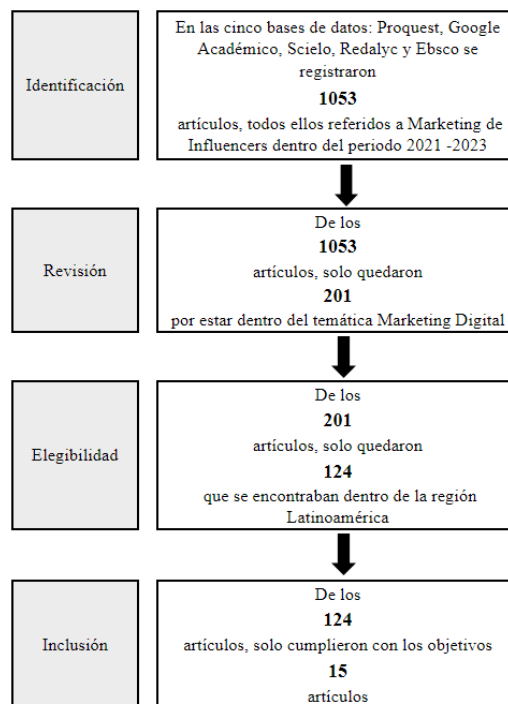 Identificación
En las cinco bases de datos: Proquest, Google
Académico, Scielo, Redalyc y Ebsco se
registraron
1053
artículos, todos ellos referidos a Marketing de
Influencers dentro del periodo 2021 -2023
Revisión
De los
1053
artículos, solo quedaron
201
por estar dentro del temática Marketing Digital
Elegibilidad
De los
201
artículos, solo quedaron
124
que se encontraban dentro de la región
Latinoamérica
Inclusión
De los
124
artículos, solo cumplieron con los objetivos
15
artículos